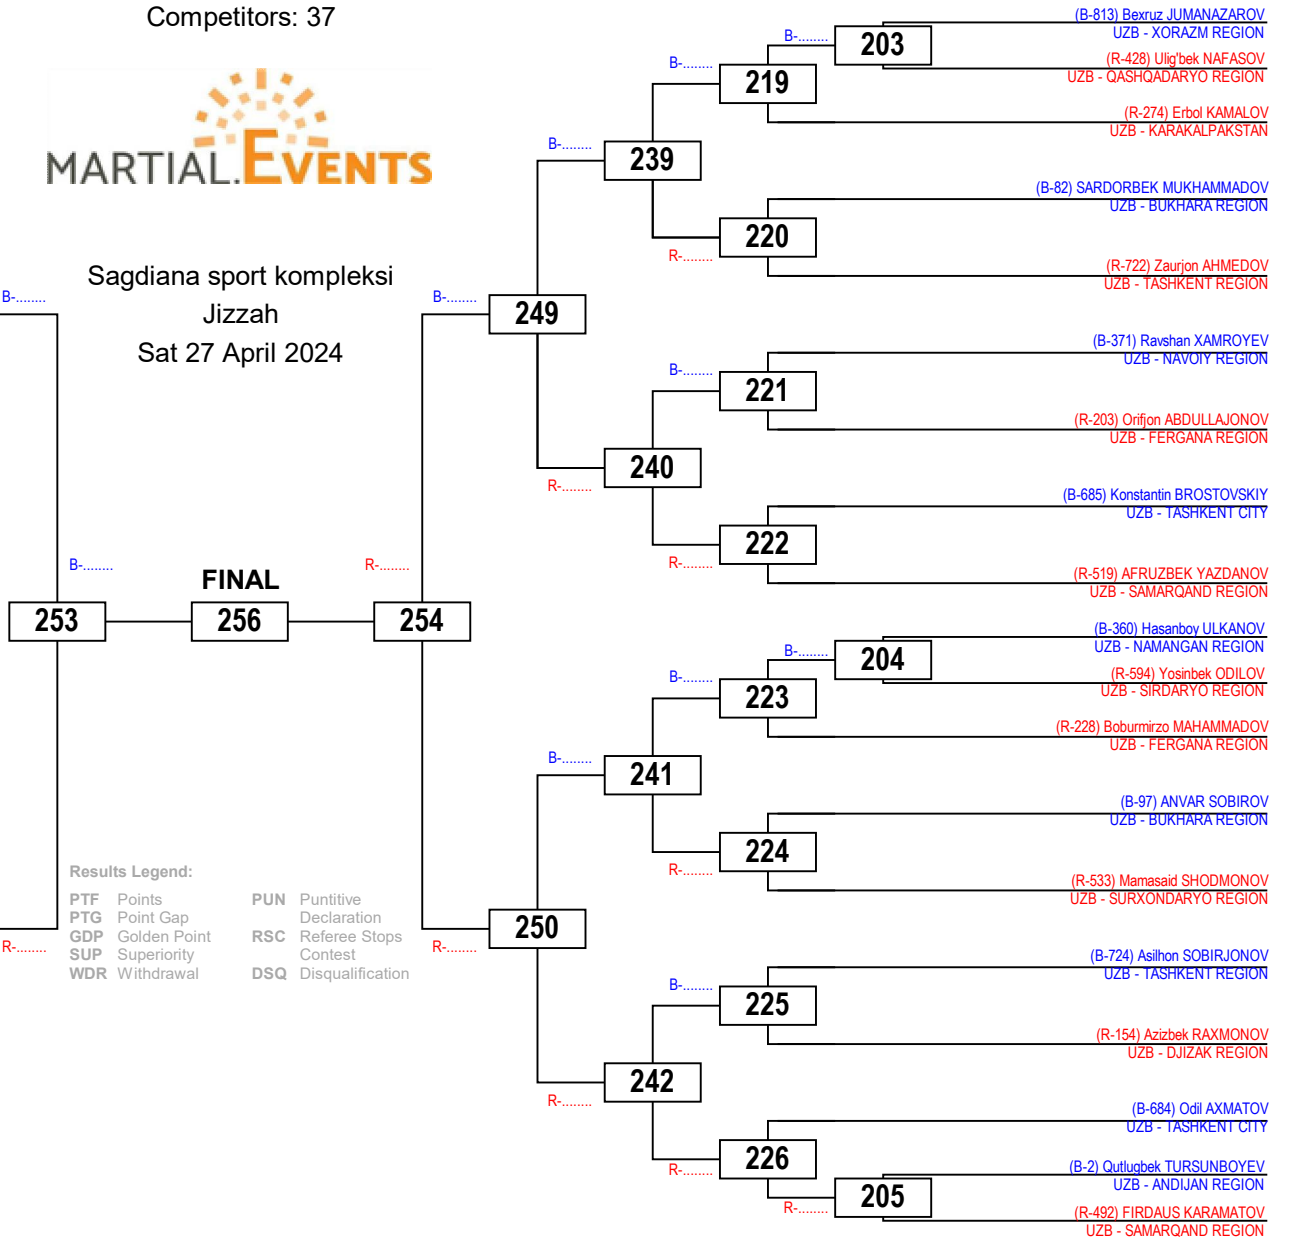 Competitors: 37
MARTIAL.EVENTS
Sagdiana sport kompleksi
Jizzah
Sat 27 April 2024
B-........
R-........
253
B-........
FINAL
256
R-........
254
B-........
R-........
249
250
B-........
R-........
B-........
R-........
239
240
241
242
B-........
R-........
B-........
R-........
B-........
R-........
B-........
R-........
219
220
221
222
223
224
225
226
B-........
B-........
R-........
203
204
205
(B-813) Bexruz JUMANAZAROV
UZB - XORAZM REGION
(R-428) Ulig'bek NAFASOV
UZB - QASHQADARYO REGION
(R-274) Erbol KAMALOV
UZB - KARAKALPAKSTAN
(B-82) SARDORBEK MUKHAMMADOV
UZB - BUKHARA REGION
(R-722) Zaurjon AHMEDOV
UZB - TASHKENT REGION
(B-371) Ravshan XAMROYEV
UZB - NAVOIY REGION
(R-203) Orifjon ABDULLAJONOV
UZB - FERGANA REGION
(B-685) Konstantin BROSTOVSKIY
UZB - TASHKENT CITY
(R-519) AFRUZBEK YAZDANOV
UZB - SAMARQAND REGION
(B-360) Hasanboy ULKANOV
UZB - NAMANGAN REGION
(R-594) Yosinbek ODILOV
UZB - SIRDARYO REGION
(R-228) Boburmirzo MAHAMMADOV
UZB - FERGANA REGION
(B-97) ANVAR SOBIROV
UZB - BUKHARA REGION
(R-533) Mamasaid SHODMONOV
UZB - SURXONDARYO REGION
(B-724) Asilhon SOBIRJONOV
UZB - TASHKENT REGION
(R-154) Azizbek RAXMONOV
UZB - DJIZAK REGION
(B-684) Odil AXMATOV
UZB - TASHKENT CITY
(B-2) Qutlugbek TURSUNBOYEV
UZB - ANDIJAN REGION
(R-492) FIRDAUS KARAMATOV
UZB - SAMARQAND REGION
Results Legend:
PTF Points
PTG Point Gap
GDP Golden Point
SUP Superiority
WDR Withdrawal
PUN Puntitive
Declaration
RSC Referee Stops
Contest
DSQ Disqualification